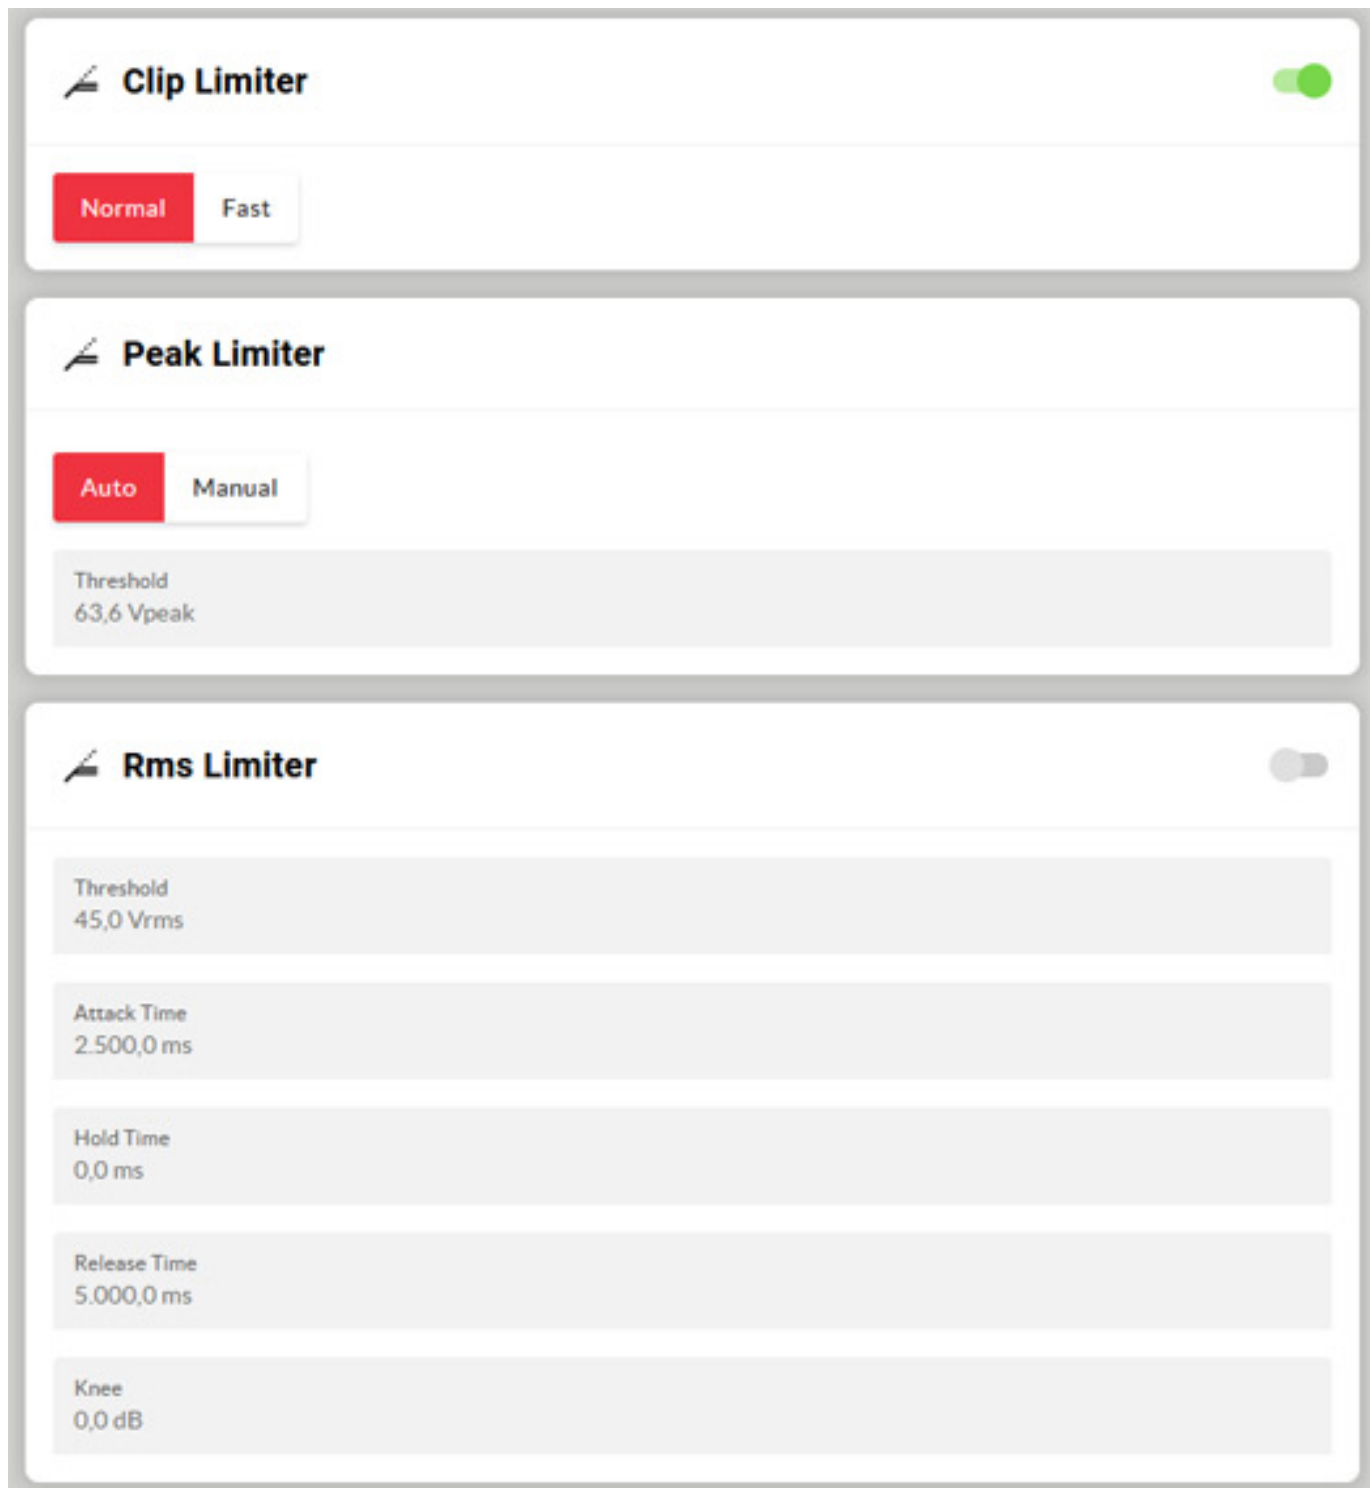 Clip Limiter
Normal Fast
Peak Limiter
Auto Manual
Threshold
63,6 Vpeak
Rms Limiter
Threshold
45,0 Vrms
Attack Time
2.500,0 ms
Hold Time
0,0 ms
Release Time
5.000,0 ms
Knee
0,0 dB